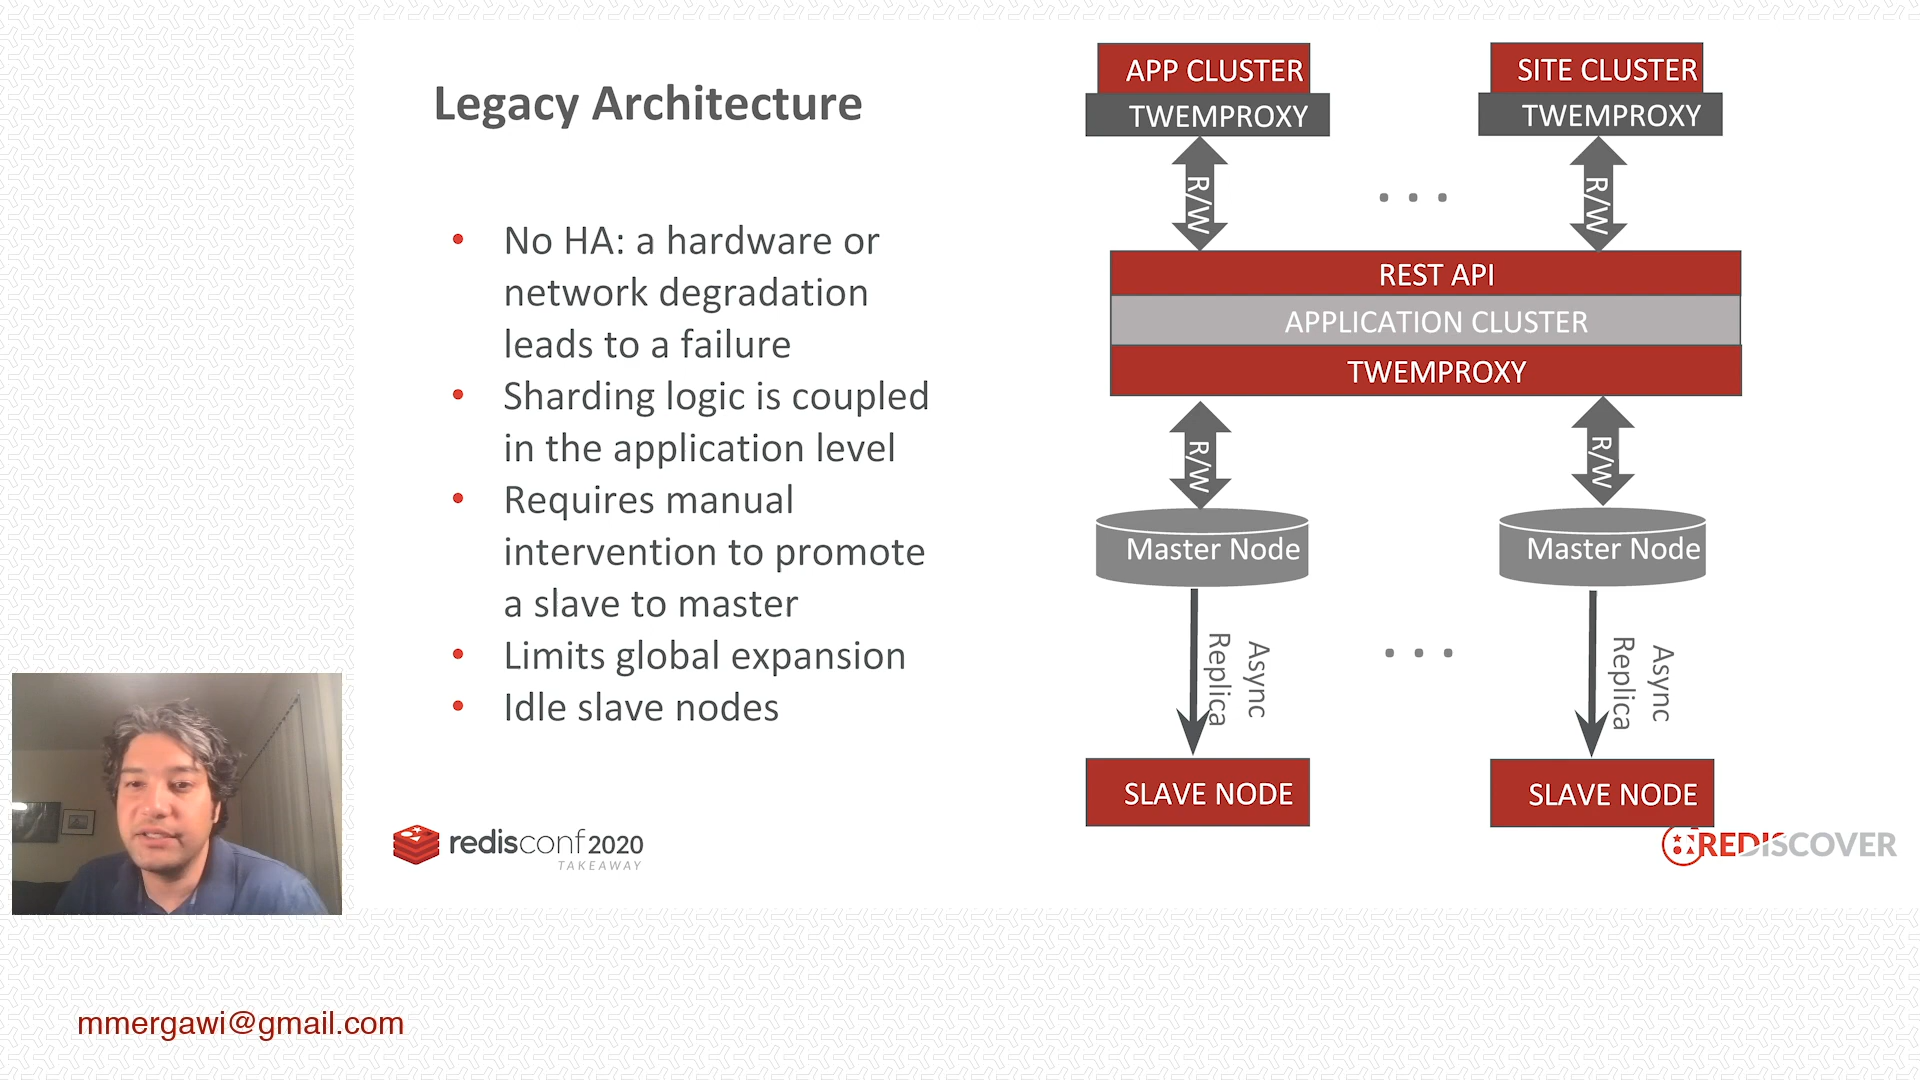 Legacy Architecture
• No HA: a hardware or
network degradation
leads to a failure
• Sharding logic is coupled
in the application level
• Requires manual
intervention to promote
a slave to master
• Limits global expansion
• Idle slave nodes
APP CLUSTER
TWEMPROXY
SITE CLUSTER
TWEMPROXY
R/W
. . .
R/W
REST API
APPLICATION CLUSTER
TWEMPROXY
R/W
R/W
Master Node
Master Node
Async
Replica
. . .
Async
Replica
SLAVE NODE
SLAVE NODE
redisconf2020
TAKEAWAY
REDISCOVER
mmergawi@gmail.com